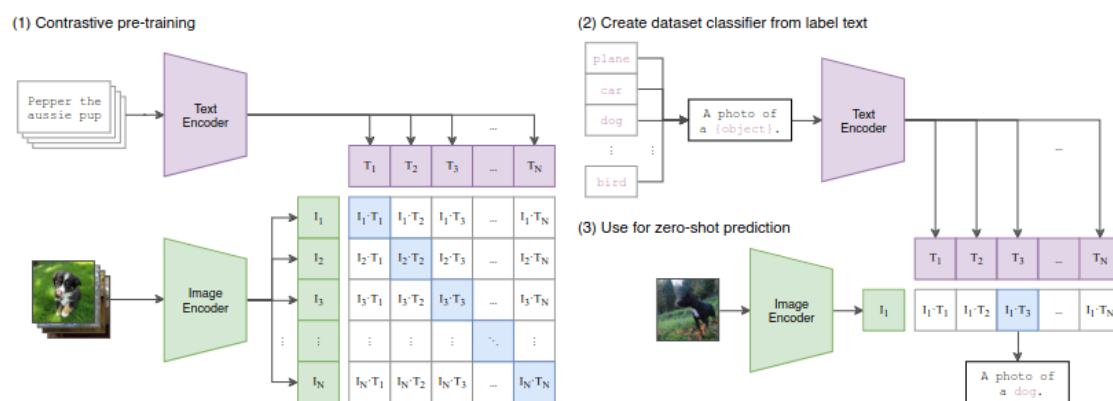 (1) Contrastive pre-training
Pepper the
aussie pup
Text
Encoder
...
T1 T2 T3 ... TN
I1 I1·T1 I1·T2 I1·T3 ... I1·TN
I2 I2·T1 I2·T2 I2·T3 ... I2·TN
Image
Encoder
I3 I3·T1 I3·T2 I3·T3 ... I3·TN
⋮ ⋮ ⋮ ⋮ ⋮ ⋱ ⋮
IN IN·T1 IN·T2 IN·T3 ... IN·TN
(2) Create dataset classifier from label text
plane
car
dog
⋮ ⋮
bird
A photo of
a {object}.
Text
Encoder
...
(3) Use for zero-shot prediction
T1 T2 T3 ... TN
Image
Encoder
I1 I1·T1 I1·T2 I1·T3 ... I1·TN
A photo of
a dog.